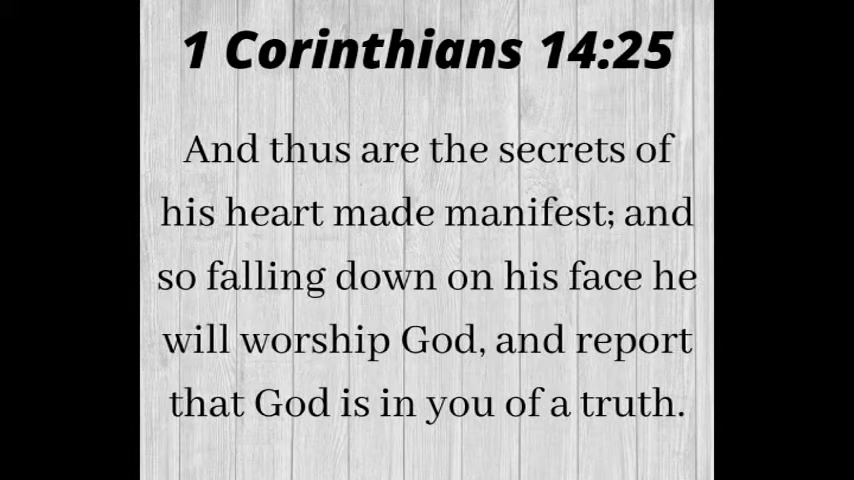 1 Corinthians 14:25
And thus are the secrets of
his heart made manifest; and
so falling down on his face he
will worship God, and report
that God is in you of a truth.